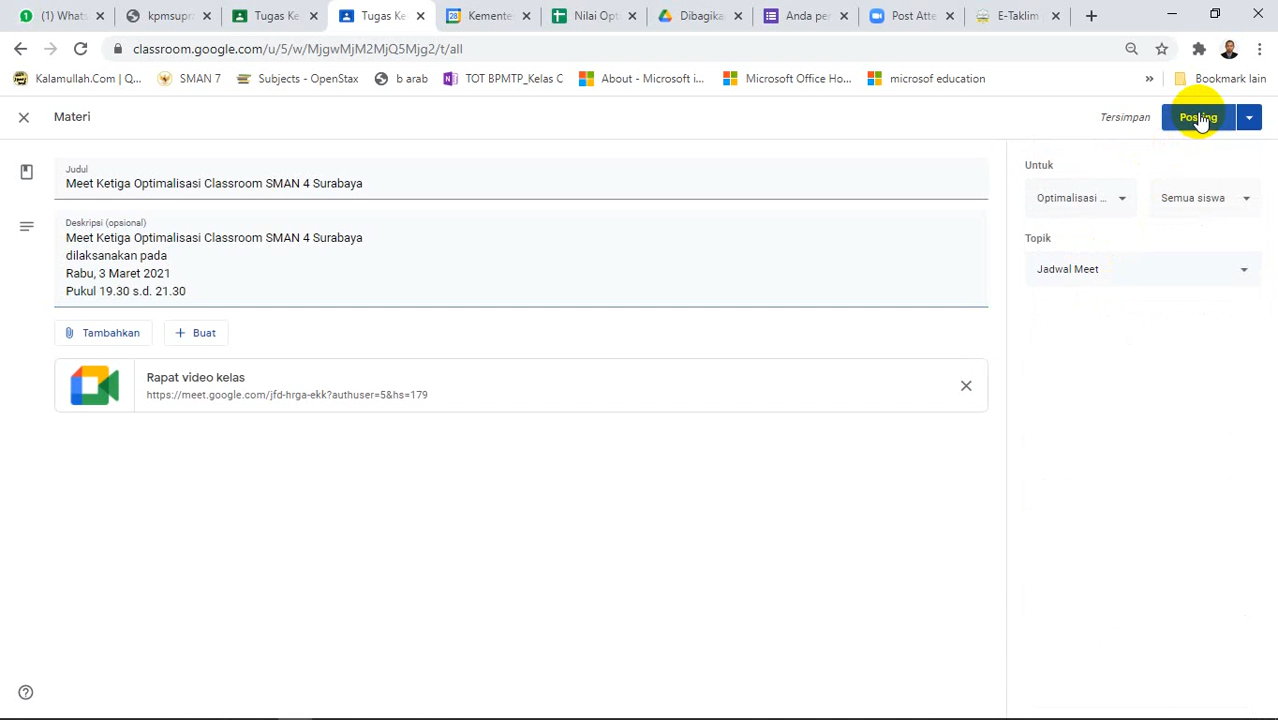 (1) Whats
kpmsupra
Tugas Ke
Tugas Ke
Kemente
Nilai Opt
Dibagika
Anda per
Post Atte
E-Taklim
classroom.google.com/u/5/w/MjgwMjM2MjQ5Mjg2/t/all
Kalamullah.Com | Q...
SMAN 7
Subjects - OpenStax
b arab
TOT BPMTP_Kelas C
About - Microsoft i...
Microsoft Office Ho...
microsof education
»
Bookmark lain
Materi
Tersimpan
Posting
Judul
Meet Ketiga Optimalisasi Classroom SMAN 4 Surabaya
Deskripsi (opsional)
Meet Ketiga Optimalisasi Classroom SMAN 4 Surabaya
dilaksanakan pada
Rabu, 3 Maret 2021
Pukul 19.30 s.d. 21.30
Tambahkan
Buat
Rapat video kelas
https://meet.google.com/jfd-hrga-ekk?authuser=5&hs=179
Untuk
Optimalisasi ...
Semua siswa
Topik
Jadwal Meet